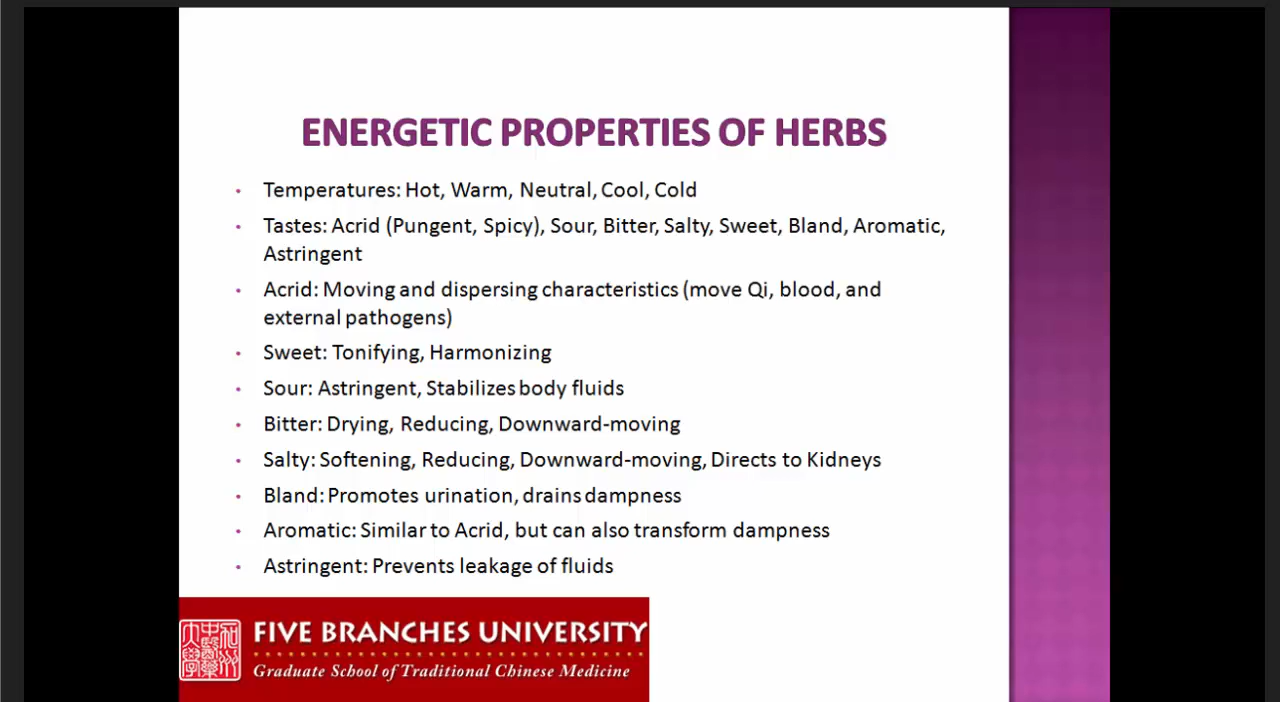 ENERGETIC PROPERTIES OF HERBS
• Temperatures: Hot, Warm, Neutral, Cool, Cold
• Tastes: Acrid (Pungent, Spicy), Sour, Bitter, Salty, Sweet, Bland, Aromatic,
Astringent
• Acrid: Moving and dispersing characteristics (move Qi, blood, and
external pathogens)
• Sweet: Tonifying, Harmonizing
• Sour: Astringent, Stabilizes body fluids
• Bitter: Drying, Reducing, Downward-moving
• Salty: Softening, Reducing, Downward-moving, Directs to Kidneys
• Bland: Promotes urination, drains dampness
• Aromatic: Similar to Acrid, but can also transform dampness
• Astringent: Prevents leakage of fluids
FIVE BRANCHES UNIVERSITY
Graduate School of Traditional Chinese Medicine